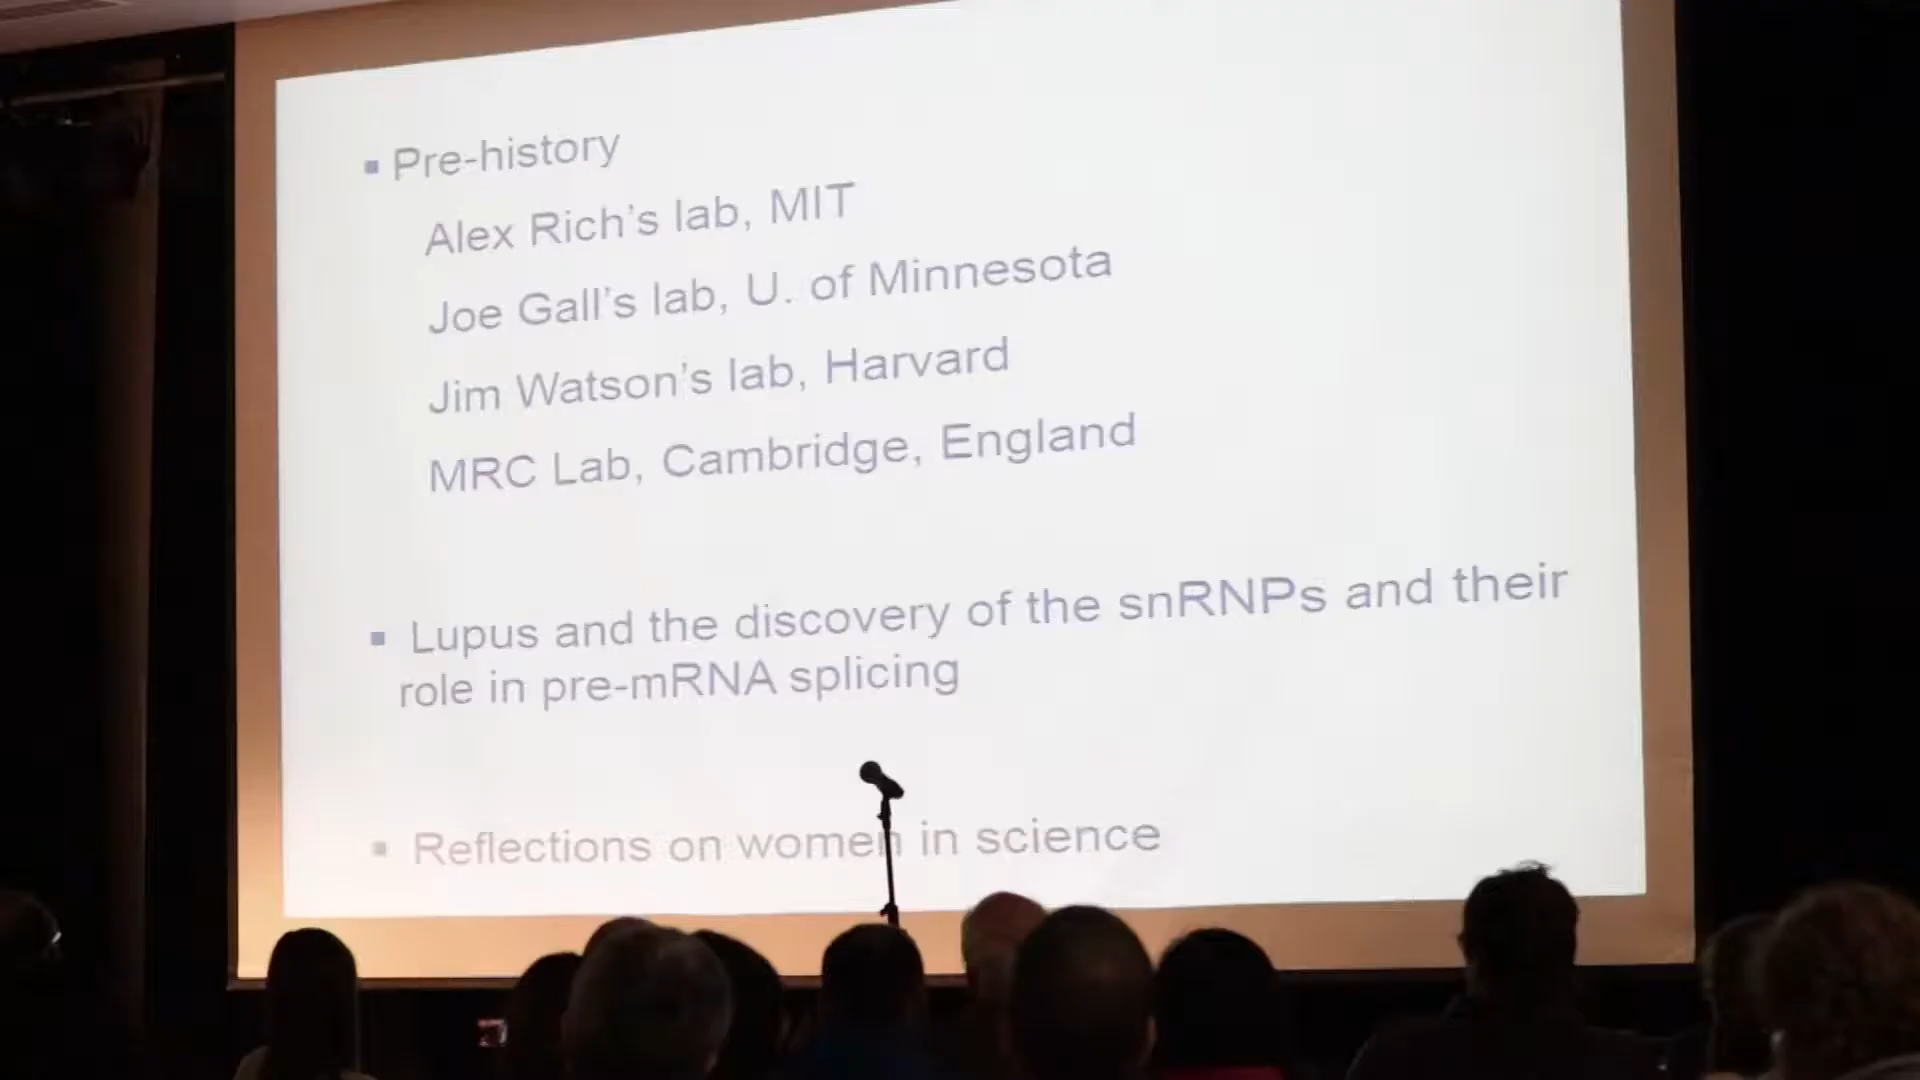 ▪ Pre-history
Alex Rich’s lab, MIT
Joe Gall’s lab, U. of Minnesota
Jim Watson’s lab, Harvard
MRC Lab, Cambridge, England
▪ Lupus and the discovery of the snRNPs and their
role in pre-mRNA splicing
▪ Reflections on women in science